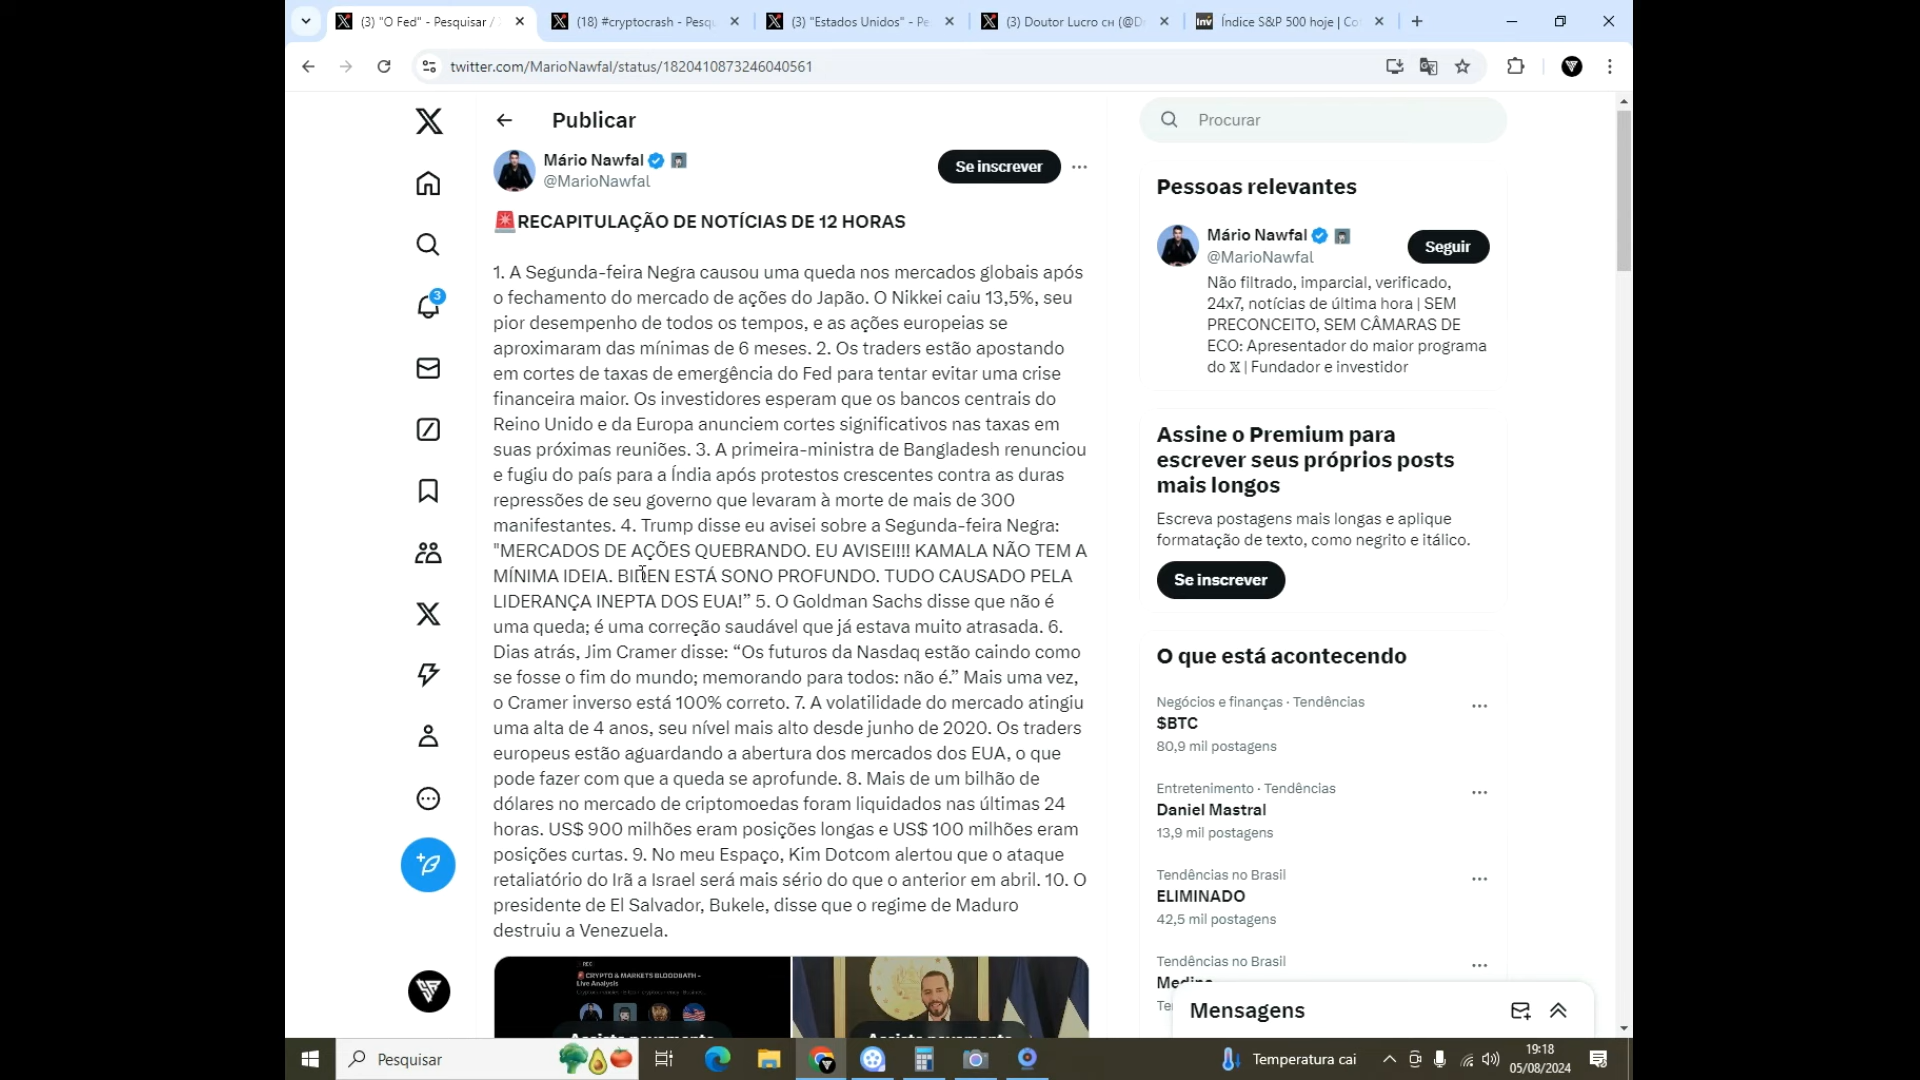 (3) "O Fed" - Pesquisar /
(18) #cryptocrash - Pesqu
(3) "Estados Unidos" - Pe
(3) Doutor Lucro ᴄʜ (@D
Inv
Índice S&P 500 hoje | Co
twitter.com/MarioNawfal/status/1820410873246040561
Publicar
Procurar
Mário Nawfal
@MarioNawfal
Se inscrever
🚨RECAPITULAÇÃO DE NOTÍCIAS DE 12 HORAS
1. A Segunda-feira Negra causou uma queda nos mercados globais após
o fechamento do mercado de ações do Japão. O Nikkei caiu 13,5%, seu
pior desempenho de todos os tempos, e as ações europeias se
aproximaram das mínimas de 6 meses. 2. Os traders estão apostando
em cortes de taxas de emergência do Fed para tentar evitar uma crise
financeira maior. Os investidores esperam que os bancos centrais do
Reino Unido e da Europa anunciem cortes significativos nas taxas em
suas próximas reuniões. 3. A primeira-ministra de Bangladesh renunciou
e fugiu do país para a Índia após protestos crescentes contra as duras
repressões de seu governo que levaram à morte de mais de 300
manifestantes. 4. Trump disse eu avisei sobre a Segunda-feira Negra:
"MERCADOS DE AÇÕES QUEBRANDO. EU AVISEI!!! KAMALA NÃO TEM A
MÍNIMA IDEIA. BIDEN ESTÁ SONO PROFUNDO. TUDO CAUSADO PELA
LIDERANÇA INEPTA DOS EUA!” 5. O Goldman Sachs disse que não é
uma queda; é uma correção saudável que já estava muito atrasada. 6.
Dias atrás, Jim Cramer disse: “Os futuros da Nasdaq estão caindo como
se fosse o fim do mundo; memorando para todos: não é.” Mais uma vez,
o Cramer inverso está 100% correto. 7. A volatilidade do mercado atingiu
uma alta de 4 anos, seu nível mais alto desde junho de 2020. Os traders
europeus estão aguardando a abertura dos mercados dos EUA, o que
pode fazer com que a queda se aprofunde. 8. Mais de um bilhão de
dólares no mercado de criptomoedas foram liquidados nas últimas 24
horas. US$ 900 milhões eram posições longas e US$ 100 milhões eram
posições curtas. 9. No meu Espaço, Kim Dotcom alertou que o ataque
retaliatório do Irã a Israel será mais sério do que o anterior em abril. 10. O
presidente de El Salvador, Bukele, disse que o regime de Maduro
destruiu a Venezuela.
REC
🚨CRYPTO & MARKETS BLOODBATH –
Live Analysis
Assista novamente
Assista novamente
Pessoas relevantes
Mário Nawfal
@MarioNawfal
Seguir
Não filtrado, imparcial, verificado,
24x7, notícias de última hora | SEM
PRECONCEITO, SEM CÂMARAS DE
ECO: Apresentador do maior programa
do 𝕏 | Fundador e investidor
Assine o Premium para
escrever seus próprios posts
mais longos
Escreva postagens mais longas e aplique
formatação de texto, como negrito e itálico.
Se inscrever
O que está acontecendo
Negócios e finanças · Tendências
$BTC
80,9 mil postagens
Entretenimento · Tendências
Daniel Mastral
13,9 mil postagens
Tendências no Brasil
ELIMINADO
42,5 mil postagens
Tendências no Brasil
Medina
Te
Mensagens
3
Pesquisar
Temperatura cai
19:18
05/08/2024